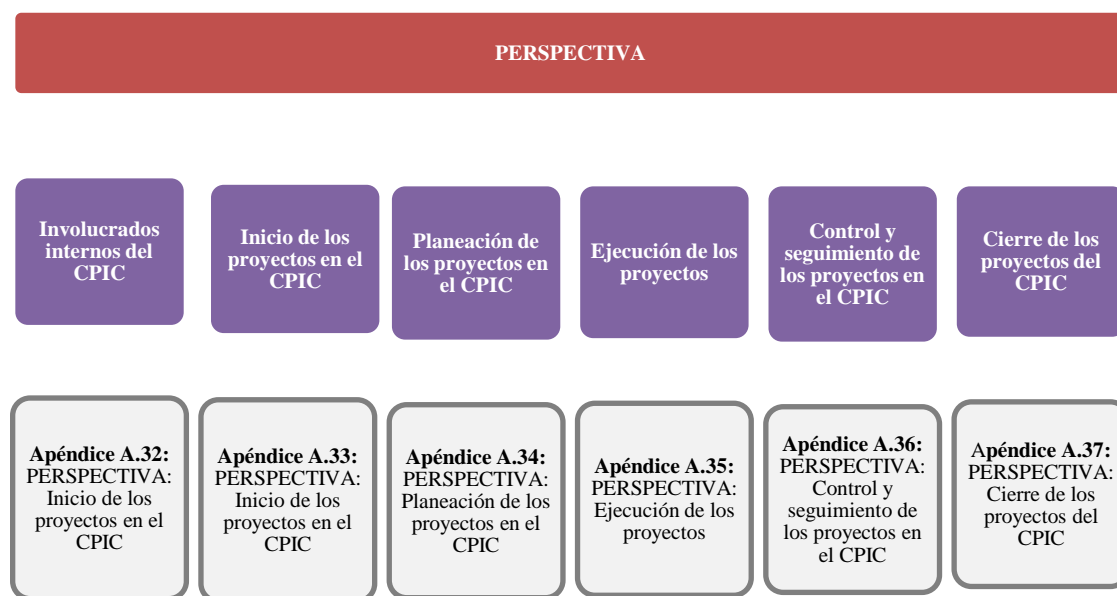 PERSPECTIVA
Involucrados
internos del
CPIC
Inicio de los
proyectos en el
CPIC
Planeación de
los proyectos en
el CPIC
Ejecución de los
proyectos
Control y
seguimiento de
los proyectos en
el CPIC
Cierre de los
proyectos del
CPIC
Apéndice A.32:
PERSPECTIVA:
Inicio de los
proyectos en el
CPIC
Apéndice A.33:
PERSPECTIVA:
Inicio de los
proyectos en el
CPIC
Apéndice A.34:
PERSPECTIVA:
Planeación de los
proyectos en el
CPIC
Apéndice A.35:
PERSPECTIVA:
Ejecución de los
proyectos
Apéndice A.36:
PERSPECTIVA:
Control y
seguimiento de
los proyectos en
el CPIC
Apéndice A.37:
PERSPECTIVA:
Cierre de los
proyectos del
CPIC